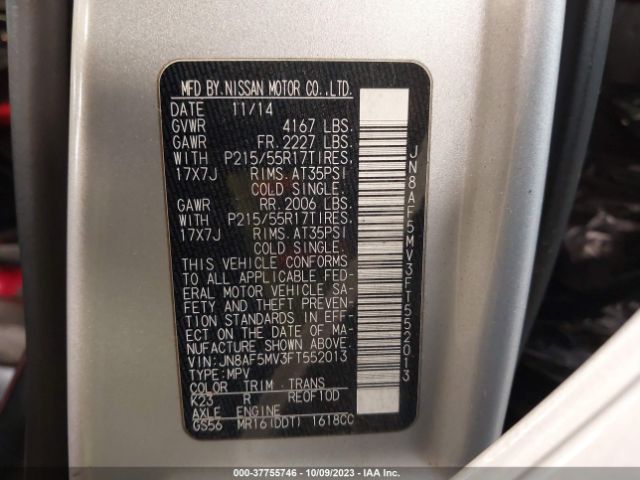 MFD BY NISSAN MOTOR CO.,LTD.
DATE 11/14
GVWR 4167 LBS.
GAWR FR. 2227 LBS.
WITH P215/55R17TIRES,
17X7J RIMS. AT35PSI
COLD SINGLE.
GAWR RR. 2006 LBS.
WITH P215/55R17TIRES,
17X7J RIMS. AT35PSI
COLD SINGLE.
THIS VEHICLE CONFORMS
TO ALL APPLICABLE FED-
ERAL MOTOR VEHICLE SA-
FETY AND THEFT PREVEN-
TION STANDARDS IN EFF-
ECT ON THE DATE OF MA-
NUFACTURE SHOWN ABOVE.
VIN:JN8AF5MV3FT552013
TYPE:MPV
COLOR TRIM TRANS
K23 R RE0F10D
AXLE ENGINE
GS56 MR16(DDT) 1618CC
JN8AF5MV3FT552013
000-37755746 - 10/09/2023 - IAA Inc.